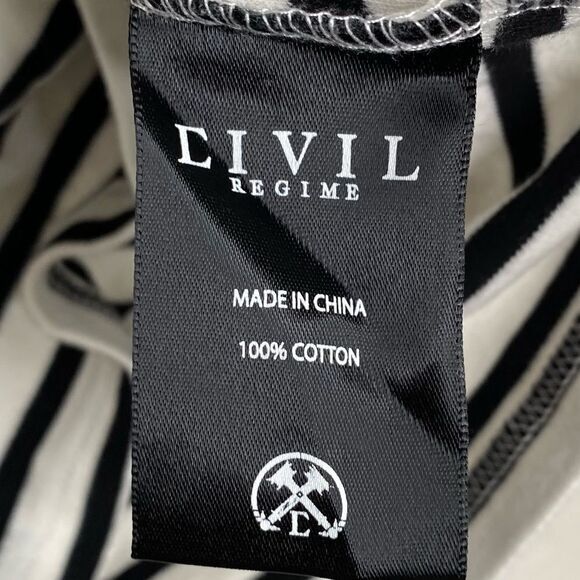 CIVIL
REGIME
MADE IN CHINA
100% COTTON
C